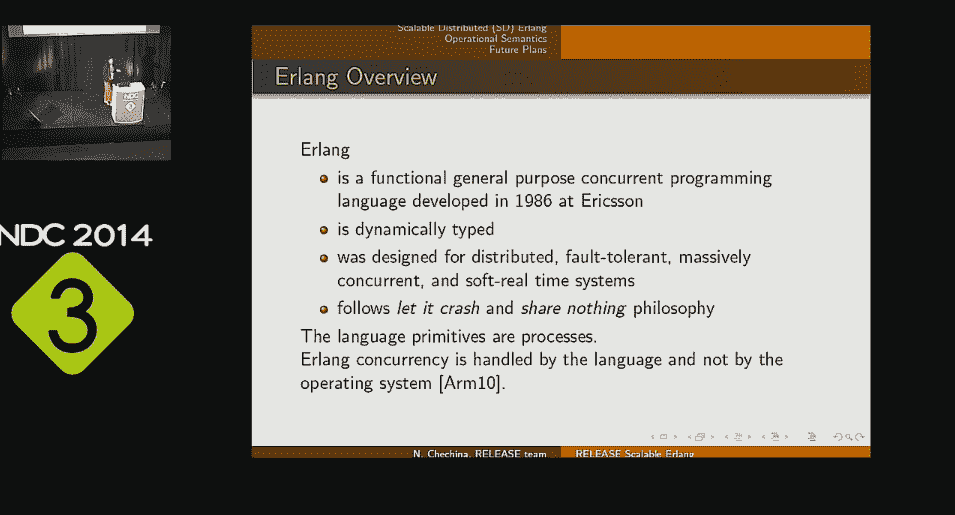 Scalable Distributed (SD) Erlang
Operational Semantics
Future Plans
Erlang Overview
Erlang
is a functional general purpose concurrent programming
language developed in 1986 at Ericsson
is dynamically typed
was designed for distributed, fault-tolerant, massively
concurrent, and soft-real time systems
follows let it crash and share nothing philosophy
The language primitives are processes.
Erlang concurrency is handled by the language and not by the
operating system [Arm10].
N. Chechina, RELEASE team
RELEASE Scalable Erlang
NDC 2014
3